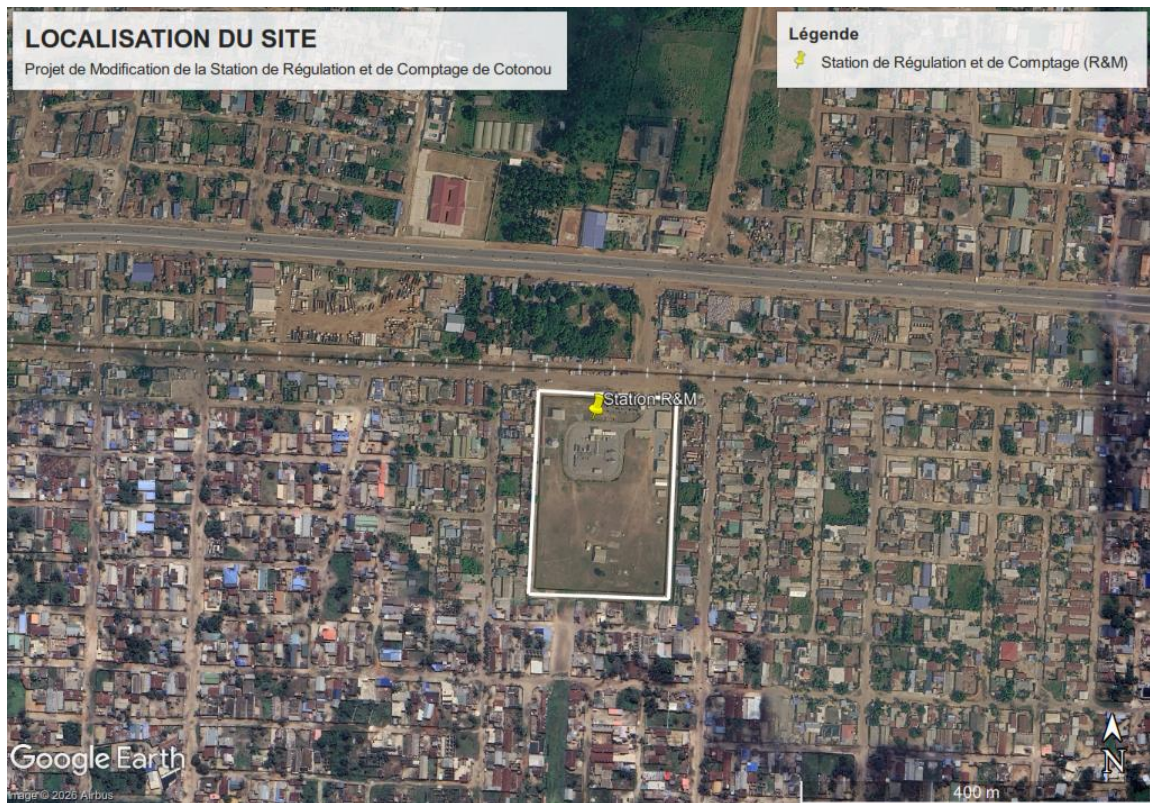 LOCALISATION DU SITE
Projet de Modification de la Station de Régulation et de Comptage de Cotonou
Légende
Station de Régulation et de Comptage (R&M)
Station R&M
N
Google Earth
Image © 2026 Airbus
400 m